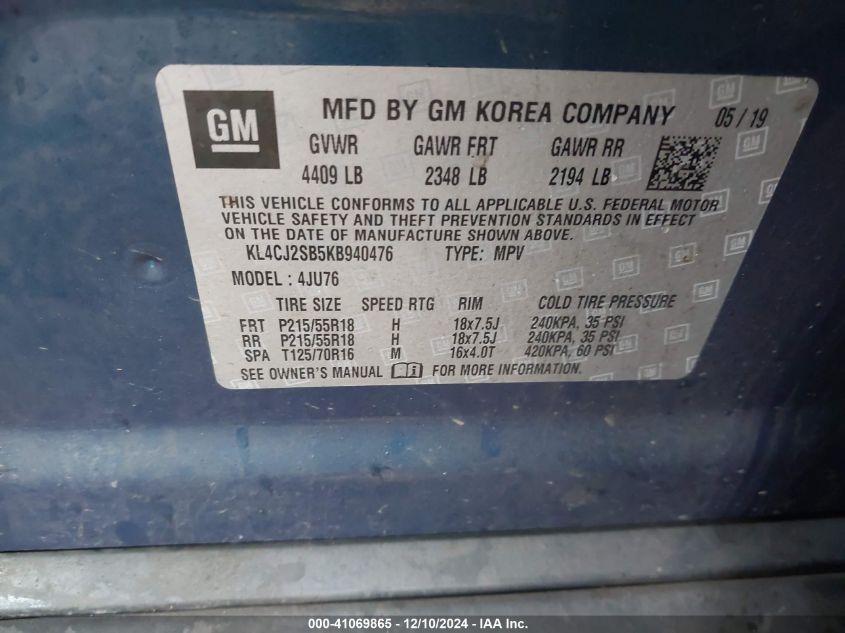 GM MFD BY GM KOREA COMPANY 05 / 19
GVWR GAWR FRT GAWR RR
4409 LB 2348 LB 2194 LB
THIS VEHICLE CONFORMS TO ALL APPLICABLE U.S. FEDERAL MOTOR
VEHICLE SAFETY AND THEFT PREVENTION STANDARDS IN EFFECT
ON THE DATE OF MANUFACTURE SHOWN ABOVE.
KL4CJ2SB5KB940476 TYPE: MPV
MODEL : 4JU76
TIRE SIZE SPEED RTG RIM COLD TIRE PRESSURE
FRT P215/55R18 H 18x7.5J 240KPA, 35 PSI
RR P215/55R18 H 18x7.5J 240KPA, 35 PSI
SPA T125/70R16 M 16x4.0T 420KPA, 60 PSI
SEE OWNER'S MANUAL FOR MORE INFORMATION.
000-41069865 - 12/10/2024 - IAA Inc.